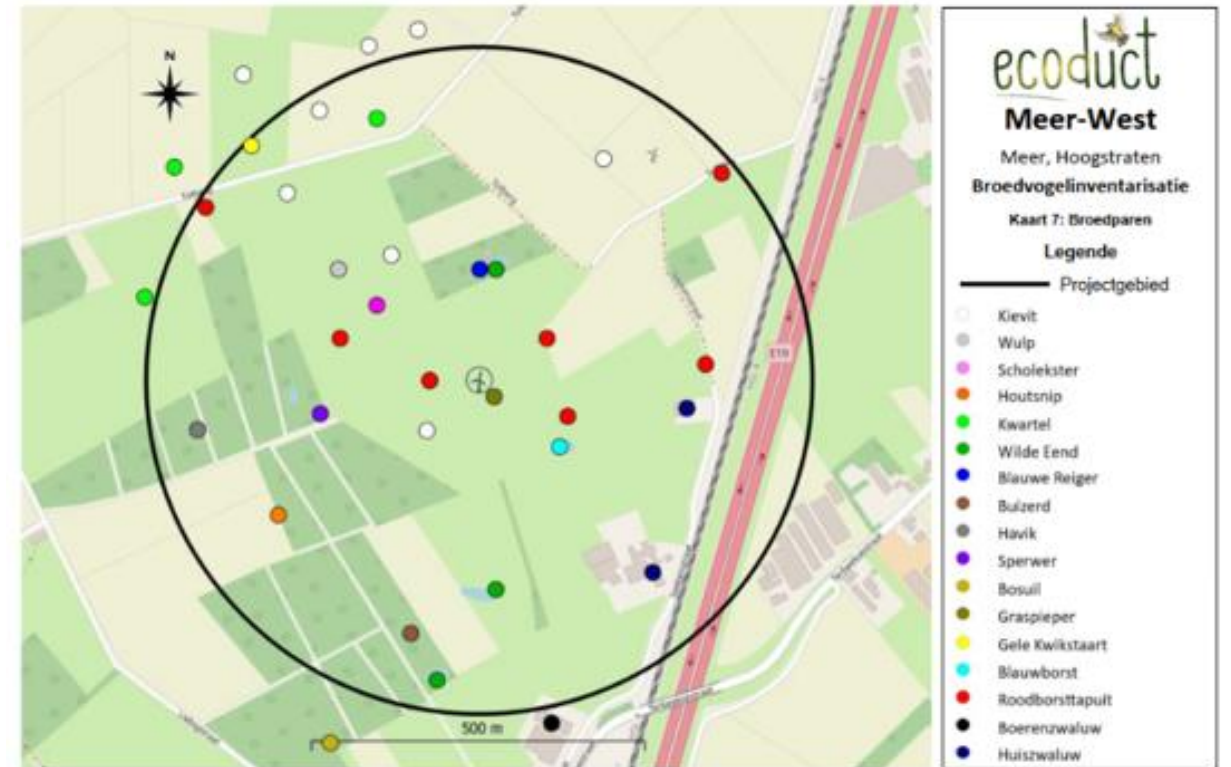 N
E19
500 m
ecoduct
Meer-West
Meer, Hoogstraten
Broedvogelinventarisatie
Kaart 7: Broedparen
Legende
Projectgebied
Kievit
Wulp
Scholekster
Houtsnip
Kwartel
Wilde Eend
Blauwe Reiger
Buizerd
Havik
Sperwer
Bosuil
Graspieper
Gele Kwikstaart
Blauwborst
Roodborsttapuit
Boerenzwaluw
Huiszwaluw